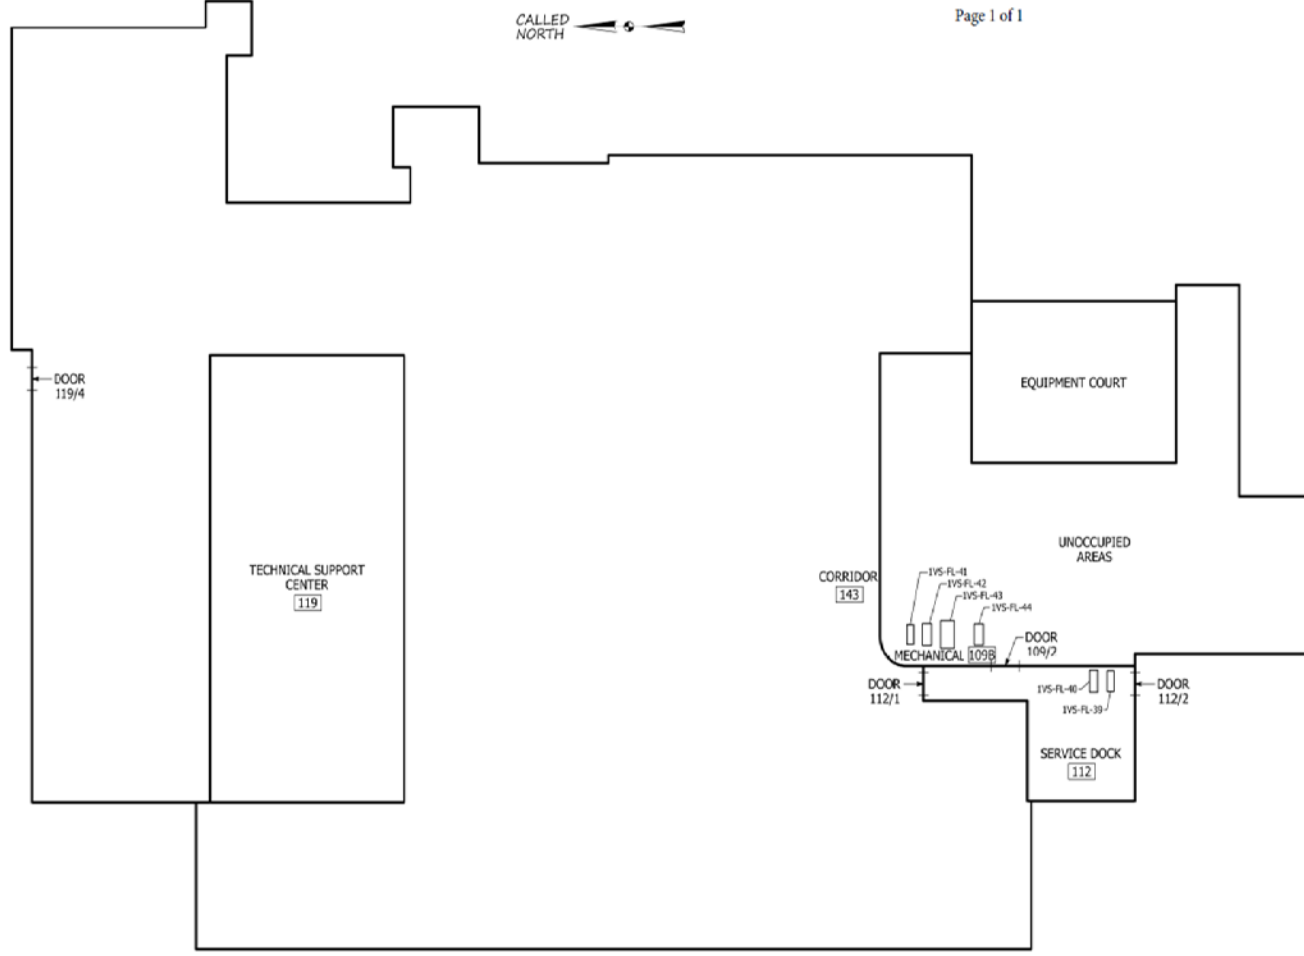 CALLED
NORTH
Page 1 of 1
DOOR
119/4
EQUIPMENT COURT
UNOCCUPIED
AREAS
TECHNICAL SUPPORT
CENTER
119
CORRIDOR
143
1VS-FL-41
1VS-FL-42
1VS-FL-43
1VS-FL-44
MECHANICAL 109B
DOOR
109/2
DOOR
112/1
1VS-FL-40
1VS-FL-39
DOOR
112/2
SERVICE DOCK
112